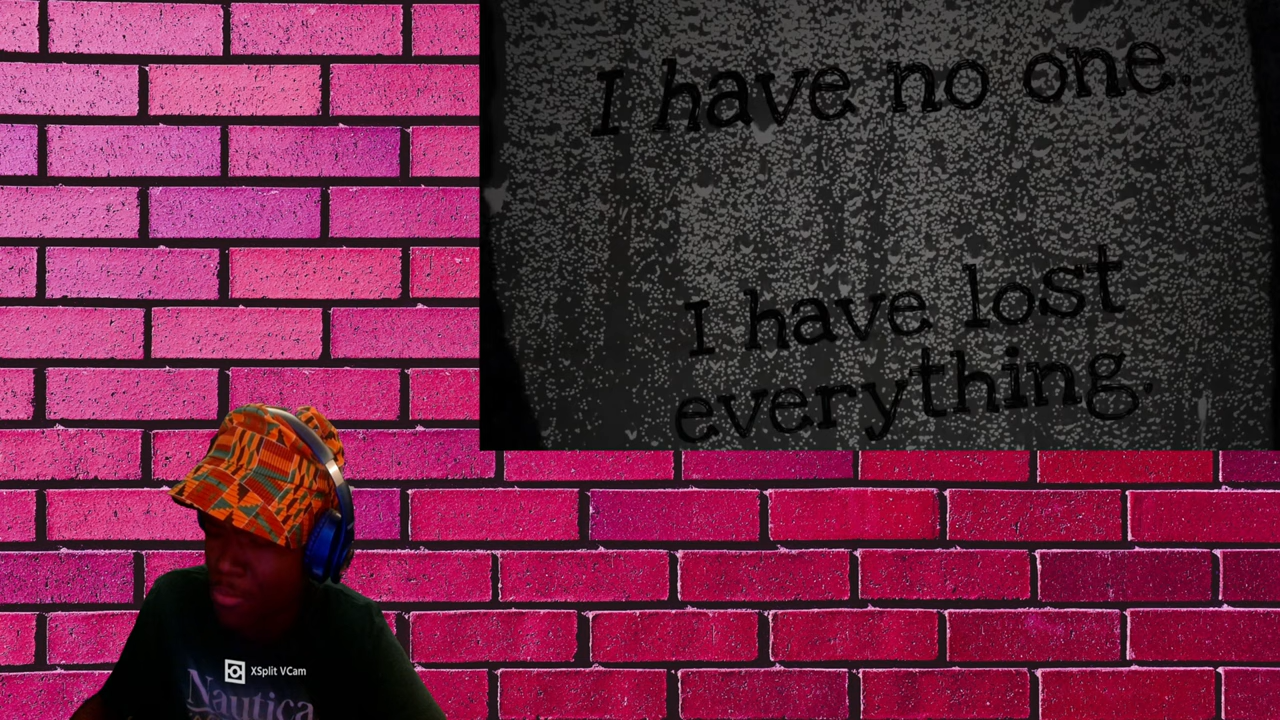 I have no one.
I have lost
everything.
XSplit VCam
Nautica